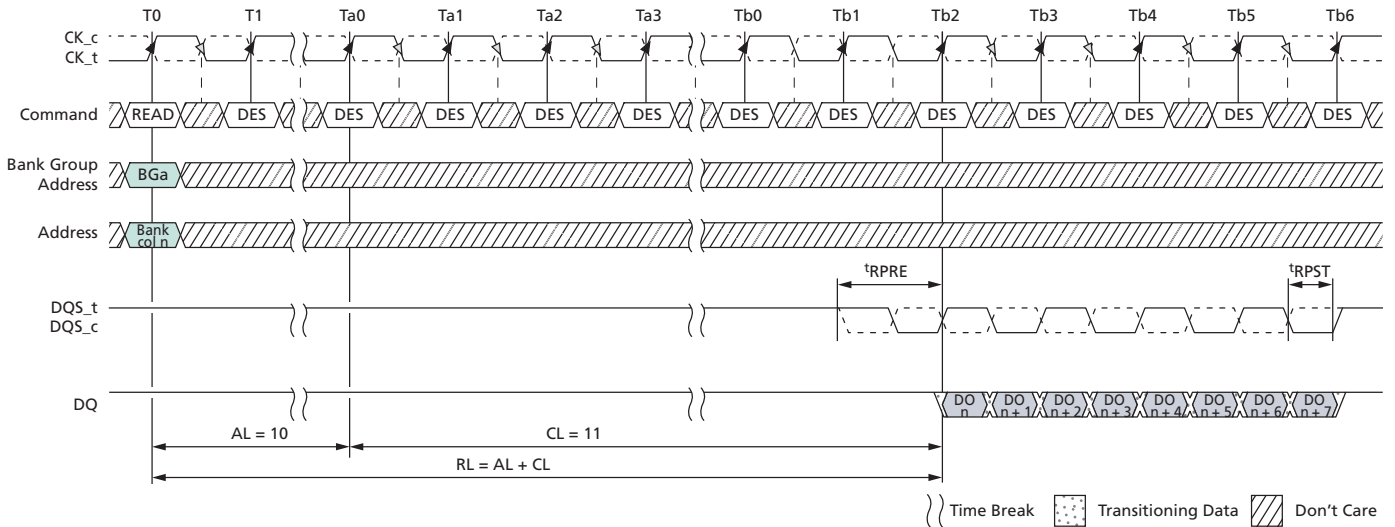 T0 T1 Ta0 Ta1 Ta2 Ta3 Tb0 Tb1 Tb2 Tb3 Tb4 Tb5 Tb6
CK_c
CK_t
Command READ DES DES DES DES DES DES DES DES DES DES DES DES
Bank Group
Address
BGa
Address
Bank
col n
tRPRE
tRPST
DQS_t
DQS_c
DQ
DO
n
DO
n + 1
DO
n + 2
DO
n + 3
DO
n + 4
DO
n + 5
DO
n + 6
DO
n + 7
AL = 10
CL = 11
RL = AL + CL
Time Break Transitioning Data Don't Care